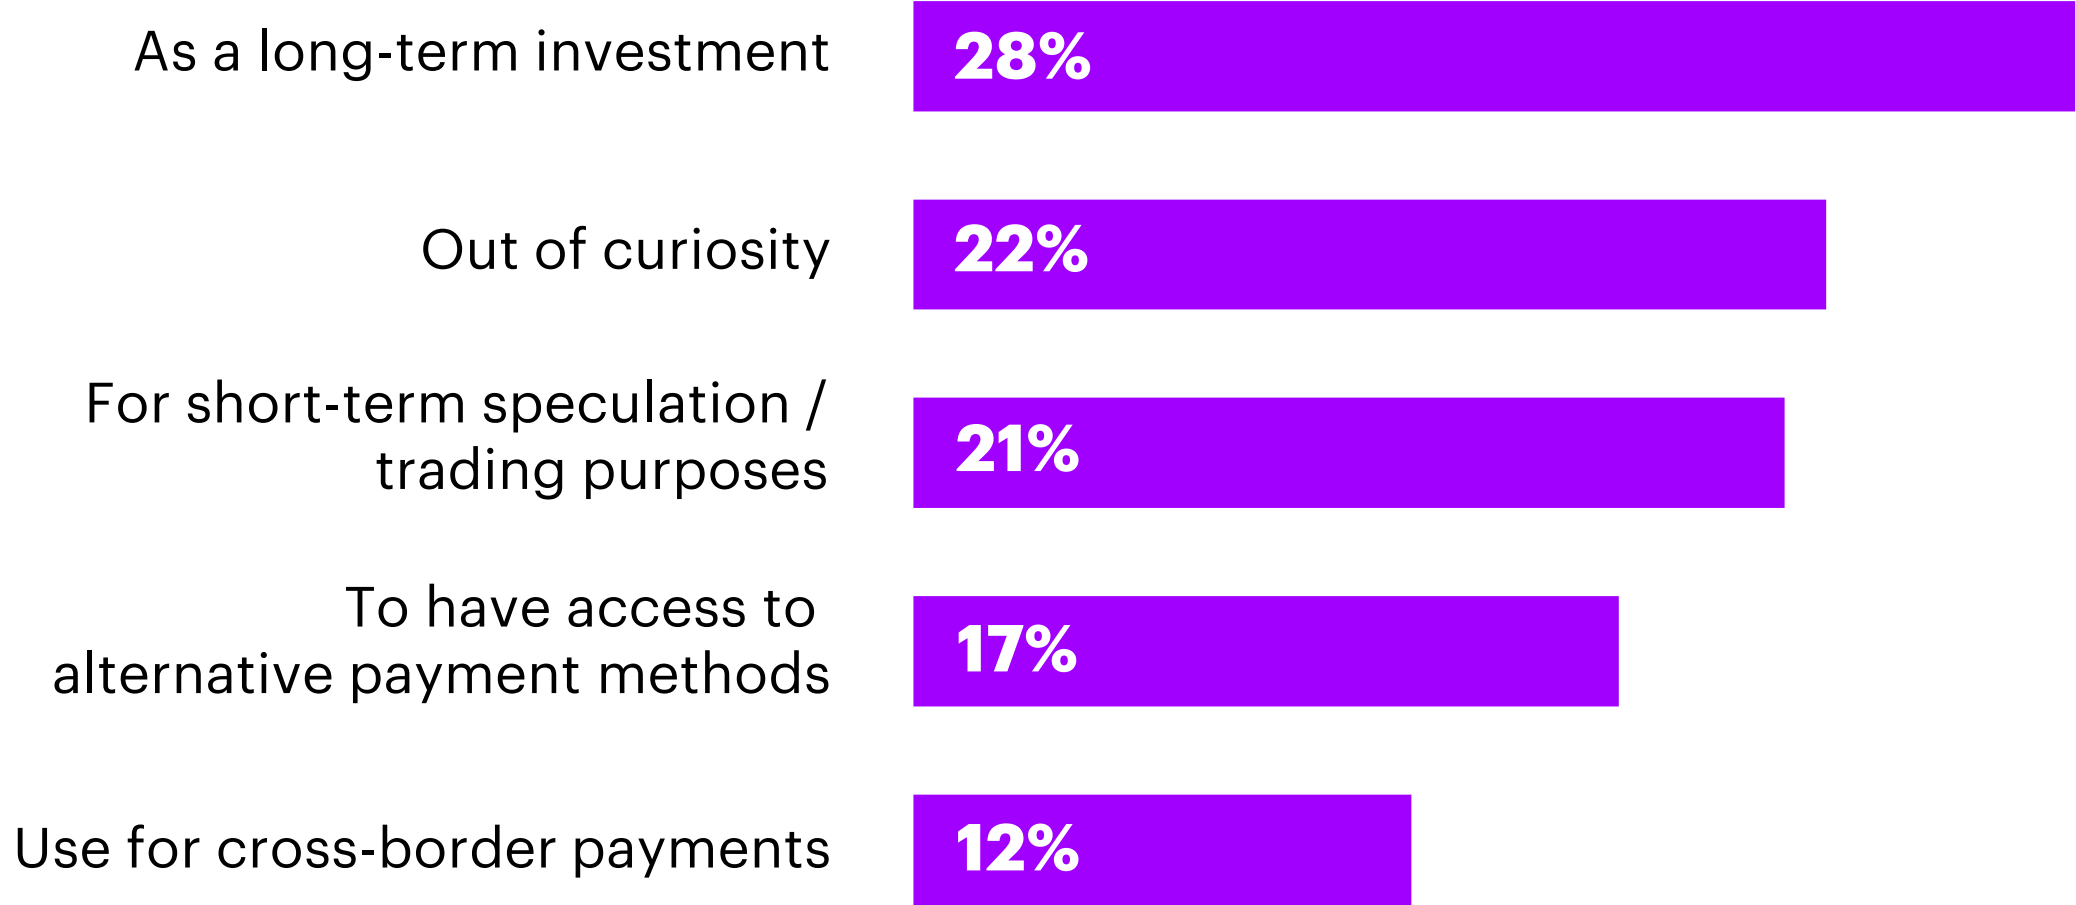 As a long-term investment
28%
Out of curiosity
22%
For short-term speculation /
trading purposes
21%
To have access to
alternative payment methods
17%
Use for cross-border payments
12%